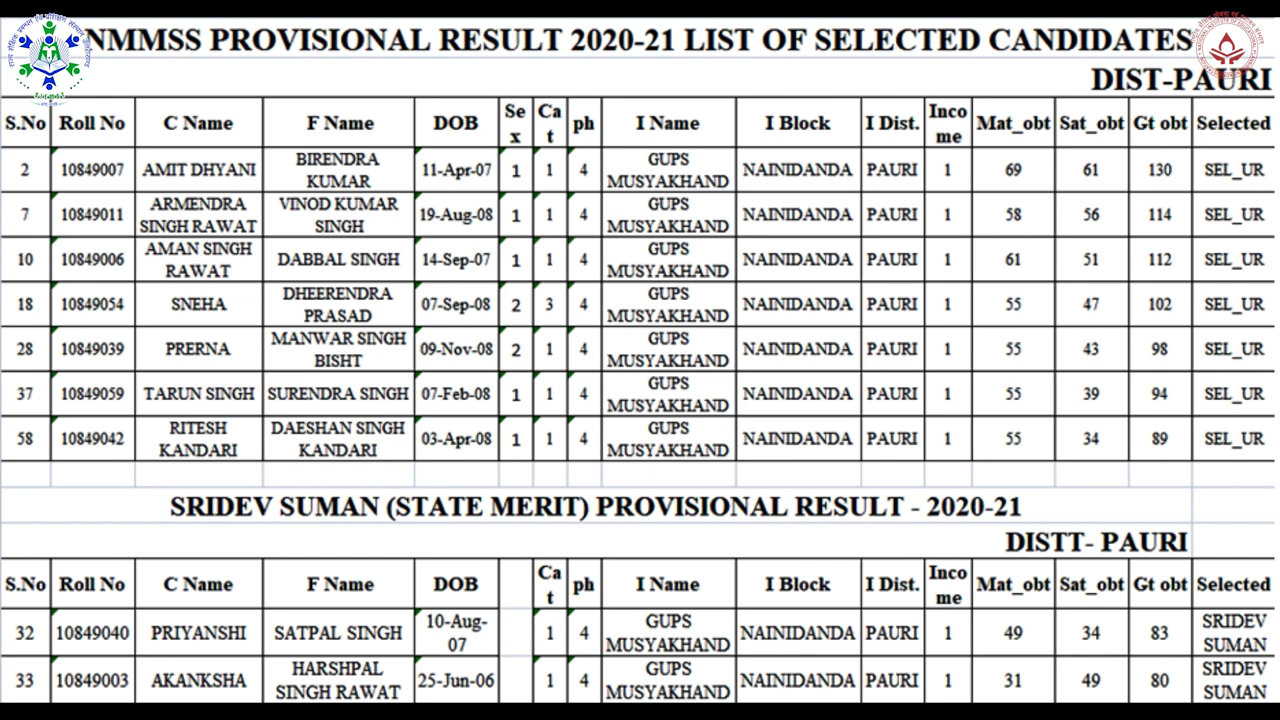 NMMSS PROVISIONAL RESULT 2020-21 LIST OF SELECTED CANDIDATES
DIST-PAURI
S.No Roll No C Name F Name DOB Sex Cat ph I Name I Block I Dist. Income Mat_obt Sat_obt Gt obt Selected
2 10849007 AMIT DHYANI BIRENDRA KUMAR 11-Apr-07 1 1 4 GUPS MUSYAKHAND NAINIDANDA PAURI 1 69 61 130 SEL_UR
7 10849011 ARMENDRA SINGH RAWAT VINOD KUMAR SINGH 19-Aug-08 1 1 4 GUPS MUSYAKHAND NAINIDANDA PAURI 1 58 56 114 SEL_UR
10 10849006 AMAN SINGH RAWAT DABBAL SINGH 14-Sep-07 1 1 4 GUPS MUSYAKHAND NAINIDANDA PAURI 1 61 51 112 SEL_UR
18 10849054 SNEHA DHEERENDRA PRASAD 07-Sep-08 2 3 4 GUPS MUSYAKHAND NAINIDANDA PAURI 1 55 47 102 SEL_UR
28 10849039 PRERNA MANWAR SINGH BISHT 09-Nov-08 2 1 4 GUPS MUSYAKHAND NAINIDANDA PAURI 1 55 43 98 SEL_UR
37 10849059 TARUN SINGH SURENDRA SINGH 07-Feb-08 1 1 4 GUPS MUSYAKHAND NAINIDANDA PAURI 1 55 39 94 SEL_UR
58 10849042 RITESH KANDARI DAESHAN SINGH KANDARI 03-Apr-08 1 1 4 GUPS MUSYAKHAND NAINIDANDA PAURI 1 55 34 89 SEL_UR
SRIDEV SUMAN (STATE MERIT) PROVISIONAL RESULT - 2020-21
DISTT- PAURI
S.No Roll No C Name F Name DOB Cat ph I Name I Block I Dist. Income Mat_obt Sat_obt Gt obt Selected
32 10849040 PRIYANSHI SATPAL SINGH 10-Aug-07 1 4 GUPS MUSYAKHAND NAINIDANDA PAURI 1 49 34 83 SRIDEV SUMAN
33 10849003 AKANKSHA HARSHPAL SINGH RAWAT 25-Jun-06 1 4 GUPS MUSYAKHAND NAINIDANDA PAURI 1 31 49 80 SRIDEV SUMAN